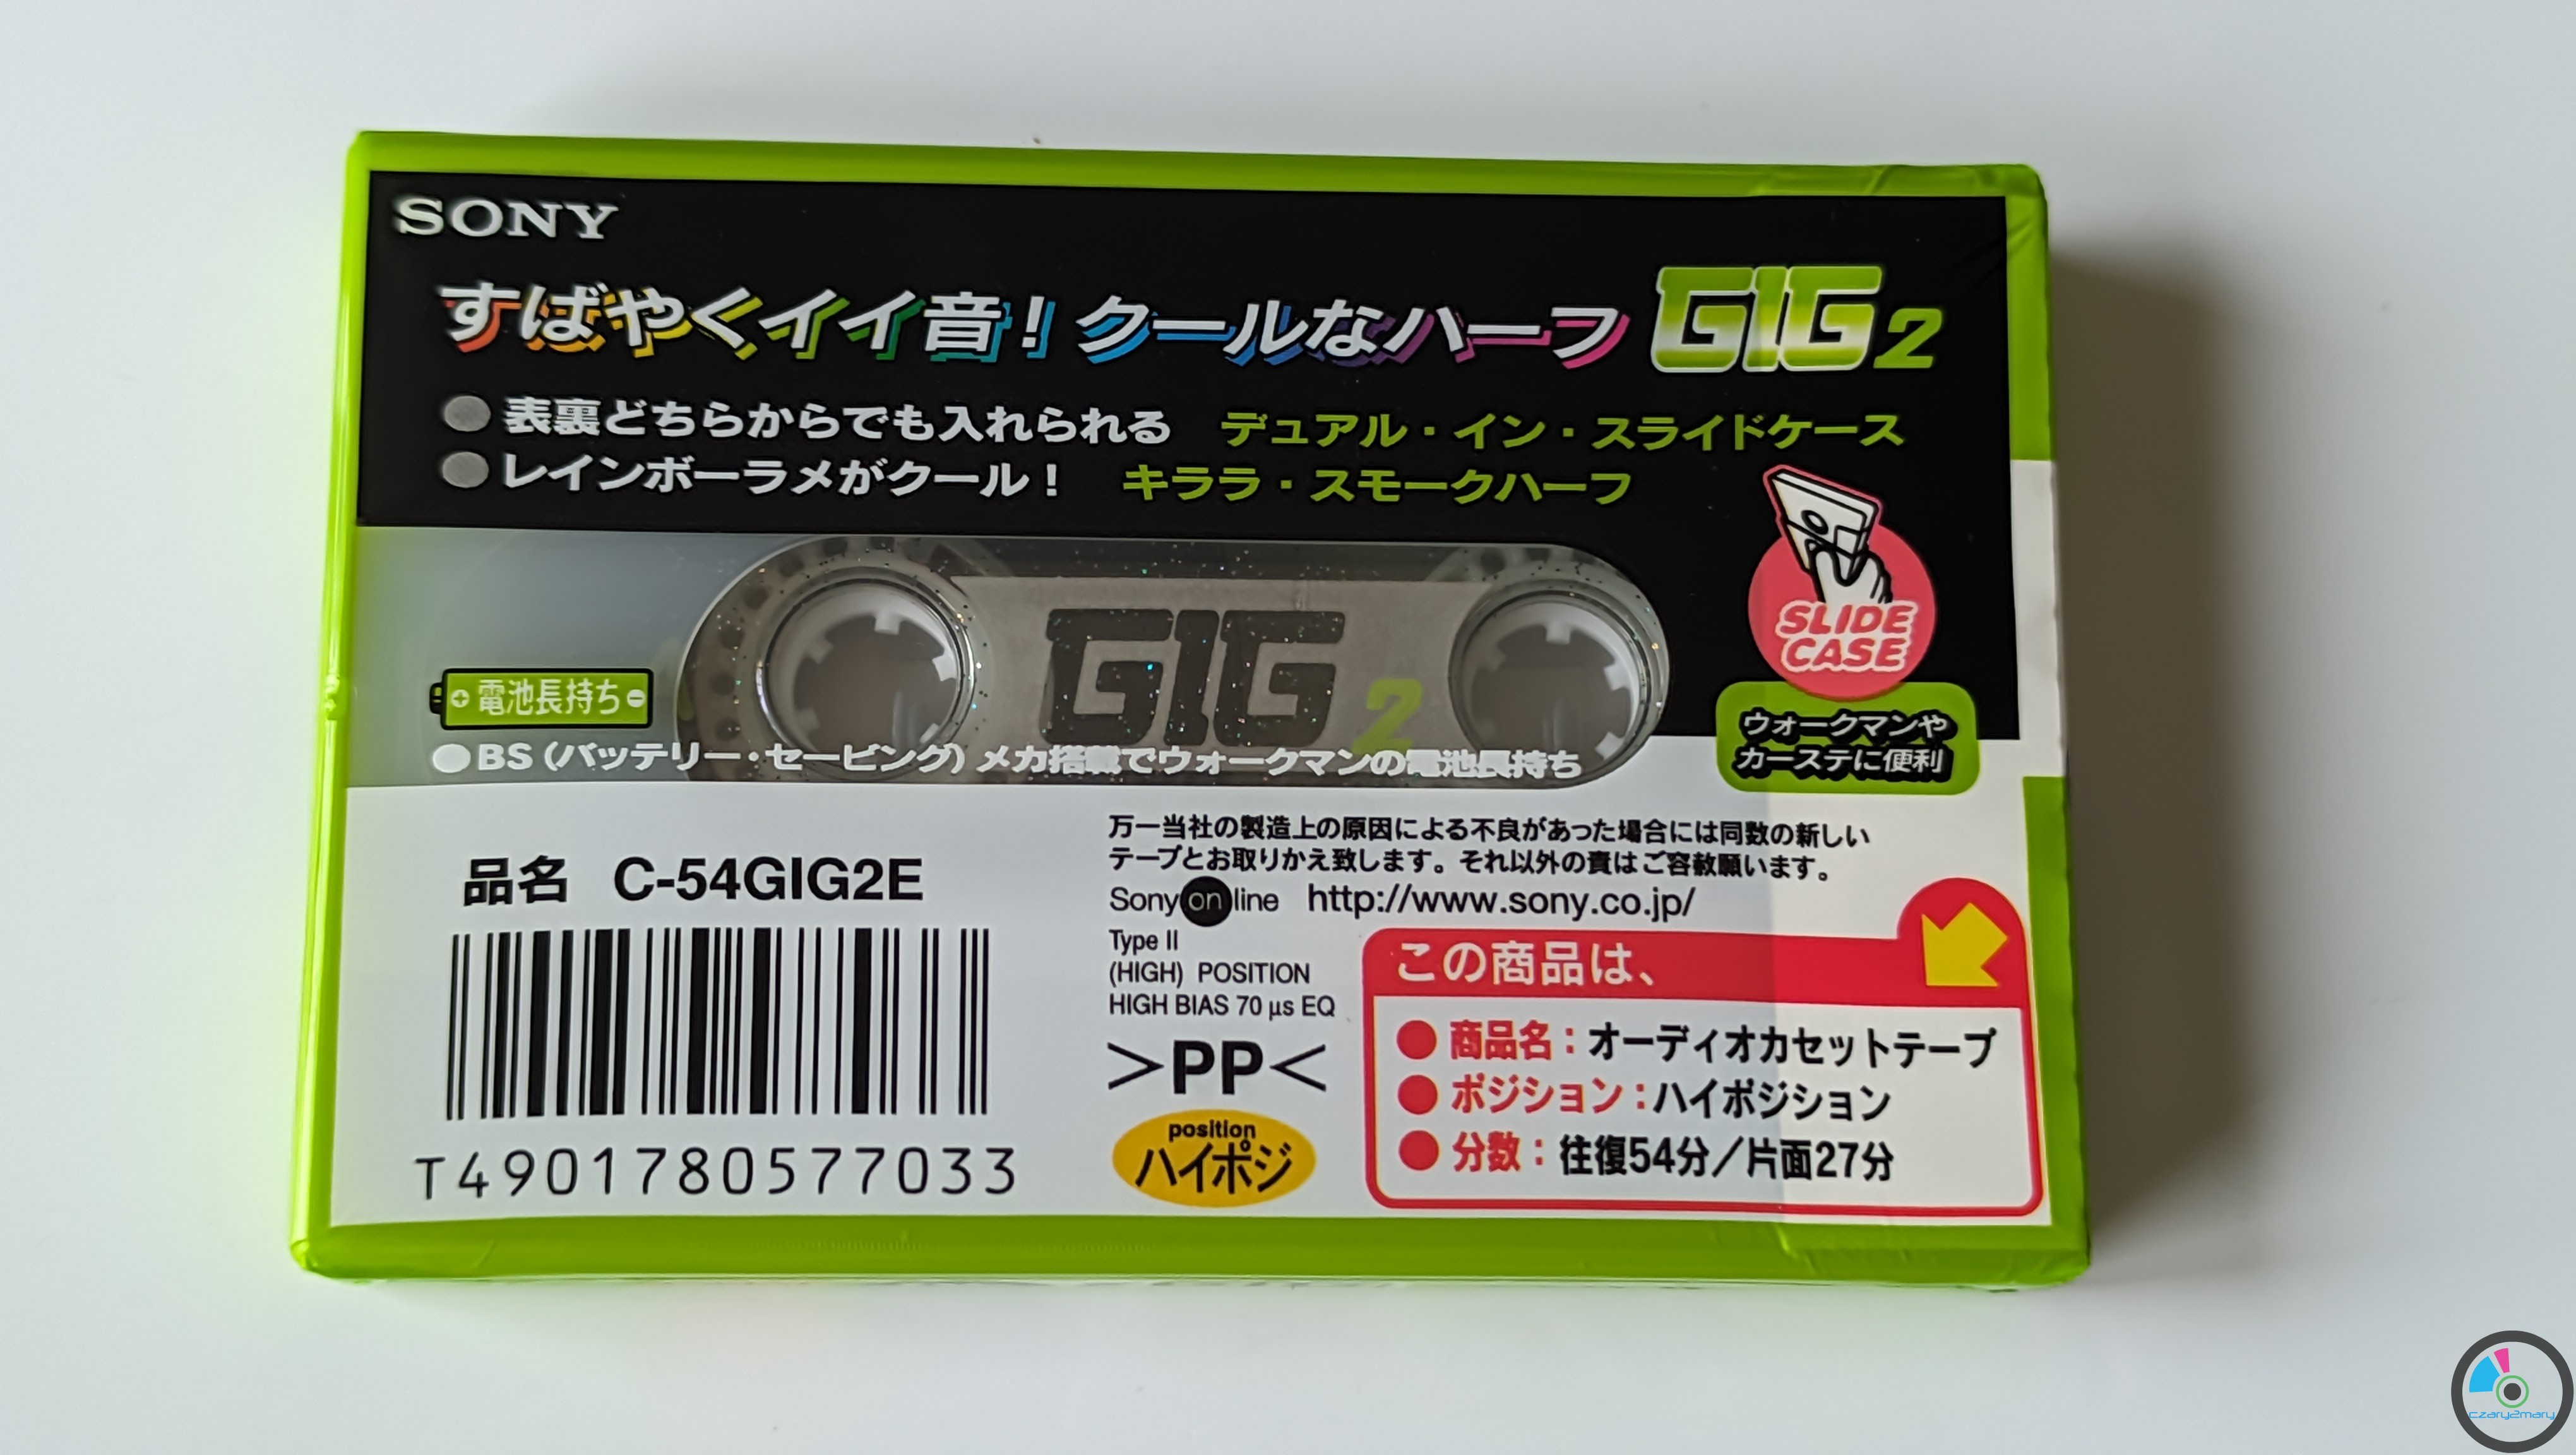 SONY
すばやくイイ音！クールなハーフ GIG2
●表裏どちらからでも入れられる デュアル・イン・スライドケース
●レインボーラメがクール！ キララ・スモークハーフ
SLIDE
CASE
ウォークマンや
カーステに便利
GIG 2
+ 電池長持ち -
●BS（バッテリー・セービング）メカ搭載でウォークマンの電池長持ち
品名 C-54GIG2E
T4901780577033
万一当社の製造上の原因による不良があった場合には同数の新しい
テープとお取りかえ致します。それ以外の責はご容赦願います。
Sony on line http://www.sony.co.jp/
Type II
(HIGH) POSITION
HIGH BIAS 70 µs EQ
>PP<
position
ハイポジ
この商品は、
●商品名：オーディオカセットテープ
●ポジション：ハイポジション
●分数：往復54分／片面27分
czary2mary